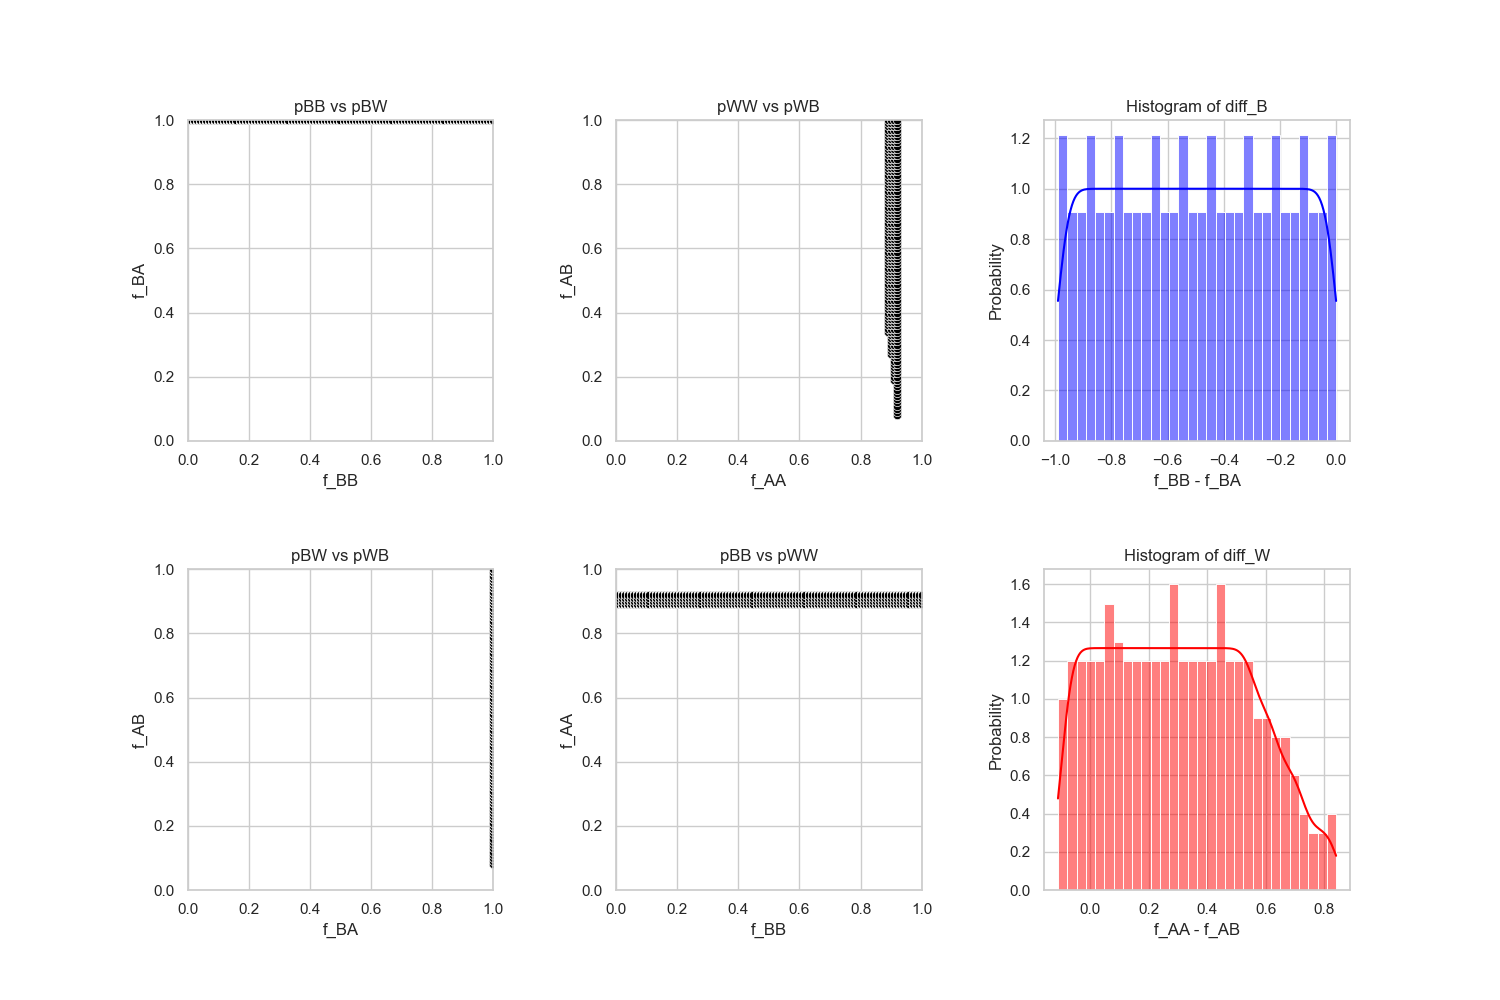 pBB vs pBW
1.0
0.8
0.6
0.4
0.2
0.0
f_BA
0.0 0.2 0.4 0.6 0.8 1.0
f_BB
pWW vs pWB
1.0
0.8
0.6
0.4
0.2
0.0
f_AB
0.0 0.2 0.4 0.6 0.8 1.0
f_AA
Histogram of diff_B
1.2
1.0
0.8
0.6
0.4
0.2
0.0
Probability
−1.0 −0.8 −0.6 −0.4 −0.2 0.0
f_BB - f_BA
pBW vs pWB
1.0
0.8
0.6
0.4
0.2
0.0
f_AB
0.0 0.2 0.4 0.6 0.8 1.0
f_BA
pBB vs pWW
1.0
0.8
0.6
0.4
0.2
0.0
f_AA
0.0 0.2 0.4 0.6 0.8 1.0
f_BB
Histogram of diff_W
1.6
1.4
1.2
1.0
0.8
0.6
0.4
0.2
0.0
Probability
0.0 0.2 0.4 0.6 0.8
f_AA - f_AB